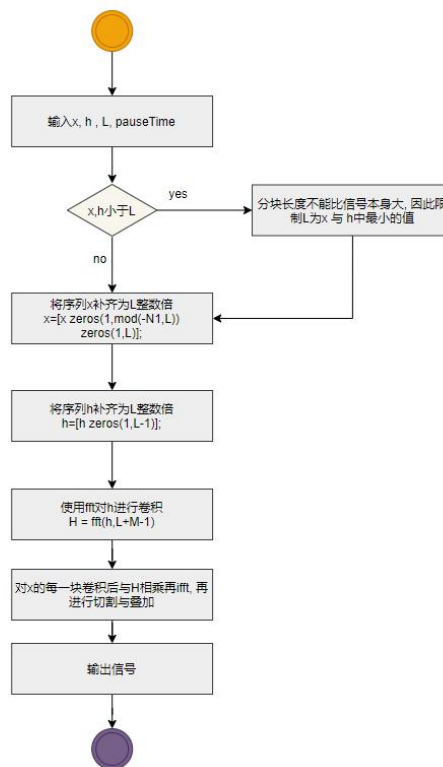 输入x, h , L, pauseTime
x,h小于L
yes
分块长度不能比信号本身大, 因此限
制L为x 与 h中最小的值
no
将序列x补齐为L整数倍
x=[x zeros(1,mod(-N1,L))
zeros(1,L)];
将序列h补齐为L整数倍
h=[h zeros(1,L-1)];
使用fft对h进行卷积
H = fft(h,L+M-1)
对x的每一块卷积后与H相乘再ifft, 再
进行切割与叠加
输出信号